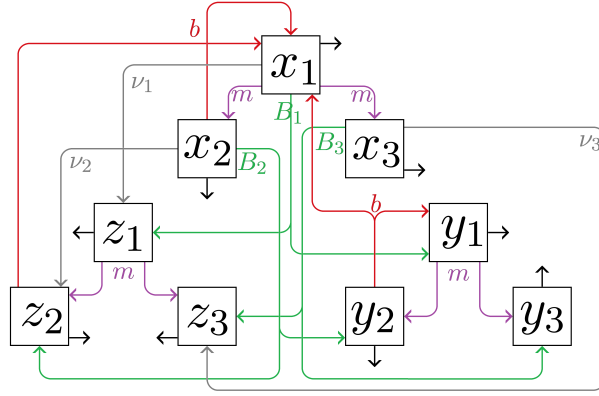 b
x₁
ν₁
m
m
B₁
ν₃
x₂
B₃
x₃
ν₂
B₂
b
z₁
y₁
m
m
z₂
z₃
y₂
y₃